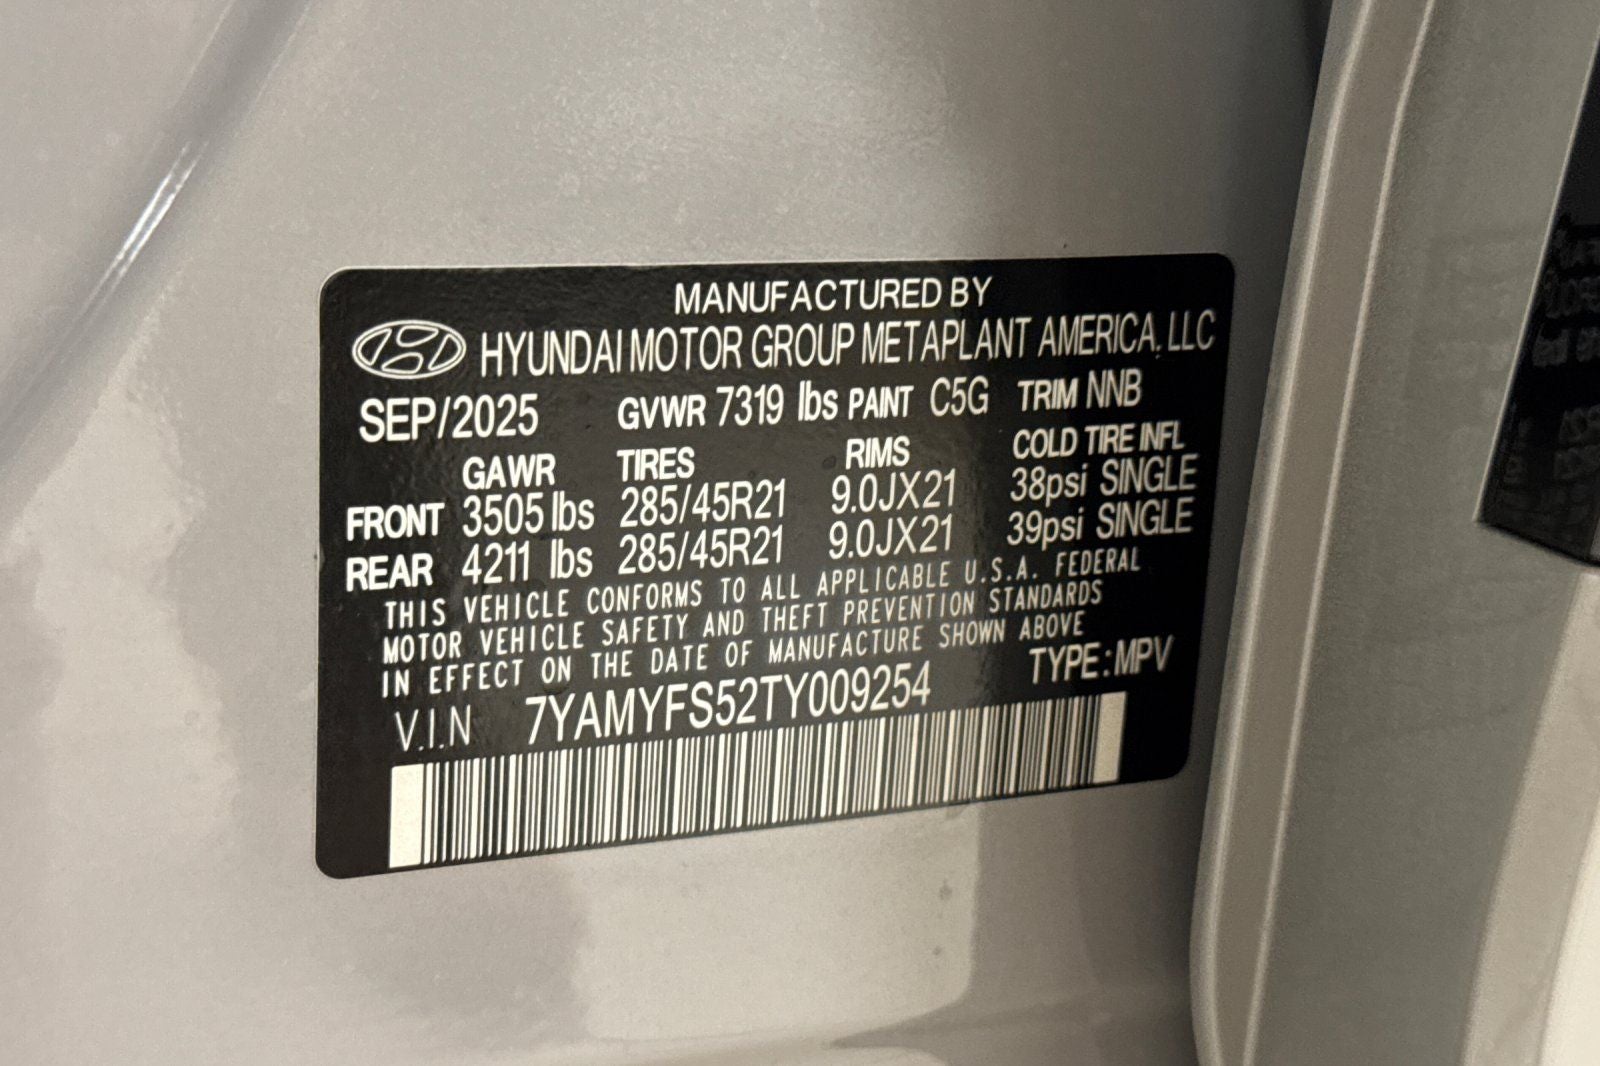 MANUFACTURED BY
HYUNDAI MOTOR GROUP METAPLANT AMERICA, LLC
SEP/2025 GVWR 7319 lbs PAINT C5G TRIM NNB
GAWR TIRES RIMS COLD TIRE INFL
FRONT 3505 lbs 285/45R21 9.0JX21 38psi SINGLE
REAR 4211 lbs 285/45R21 9.0JX21 39psi SINGLE
THIS VEHICLE CONFORMS TO ALL APPLICABLE U.S.A. FEDERAL
MOTOR VEHICLE SAFETY AND THEFT PREVENTION STANDARDS
IN EFFECT ON THE DATE OF MANUFACTURE SHOWN ABOVE
V.I.N 7YAMYFS52TY009254 TYPE:MPV